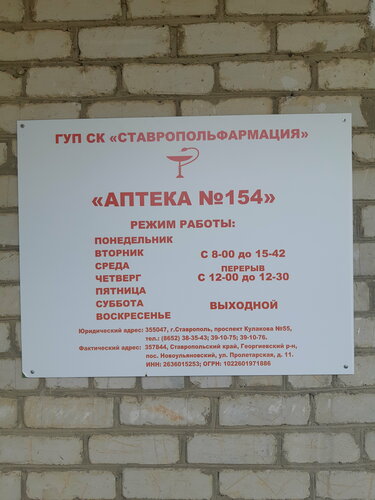 ГУП СК «СТАВРОПОЛЬФАРМАЦИЯ»
«АПТЕКА №154»
РЕЖИМ РАБОТЫ:
ПОНЕДЕЛЬНИК
ВТОРНИК С 8-00 до 15-42
СРЕДА ПЕРЕРЫВ
ЧЕТВЕРГ С 12-00 до 12-30
ПЯТНИЦА
СУББОТА ВЫХОДНОЙ
ВОСКРЕСЕНЬЕ
Юридический адрес: 355047, г.Ставрополь, проспект Кулакова №55,
тел.: (8652) 38-35-43; 39-10-75; 39-10-76.
Фактический адрес: 357844, Ставропольский край, Георгиевский р-н,
пос. Новоульяновский, ул. Пролетарская, д. 11.
ИНН: 2636015253; ОГРН: 1022601971886